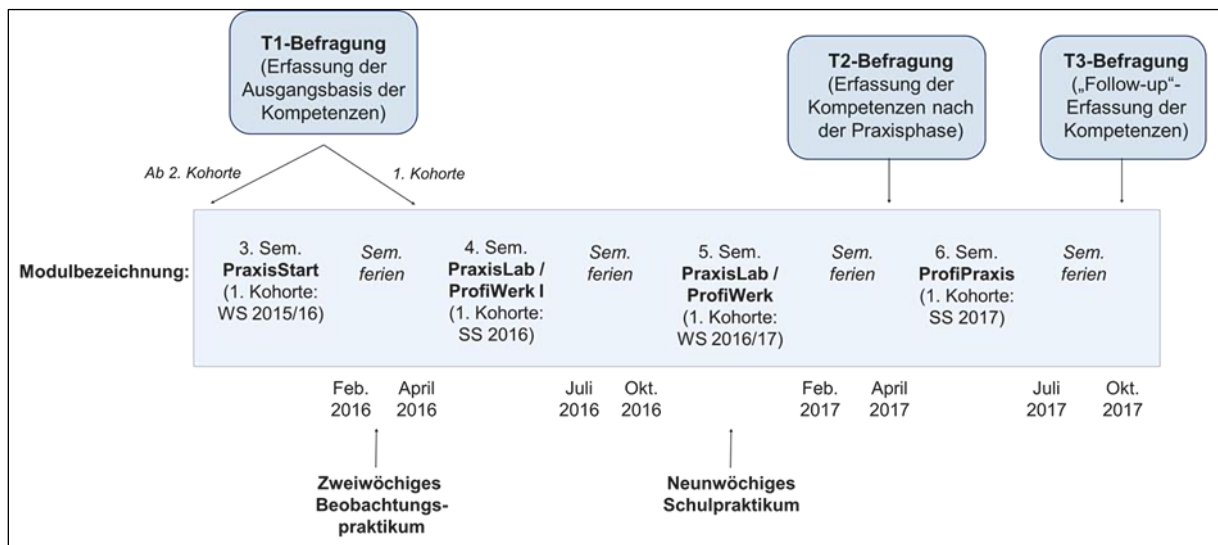 T1-Befragung
(Erfassung der
Ausgangsbasis der
Kompetenzen)
T2-Befragung
(Erfassung der
Kompetenzen nach
der Praxisphase)
T3-Befragung
(„Follow-up“-
Erfassung der
Kompetenzen)
Ab 2. Kohorte
1. Kohorte
Modulbezeichnung:
3. Sem.
PraxisStart
(1. Kohorte:
WS 2015/16)
Sem.
ferien
4. Sem.
PraxisLab /
ProfiWerk I
(1. Kohorte:
SS 2016)
Sem.
ferien
5. Sem.
PraxisLab /
ProfiWerk
(1. Kohorte:
WS 2016/17)
Sem.
ferien
6. Sem.
ProfiPraxis
(1. Kohorte:
SS 2017)
Sem.
ferien
Feb.
2016
April
2016
Juli
2016
Okt.
2016
Feb.
2017
April
2017
Juli
2017
Okt.
2017
Zweiwöchiges
Beobachtungs-
praktikum
Neunwöchiges
Schulpraktikum